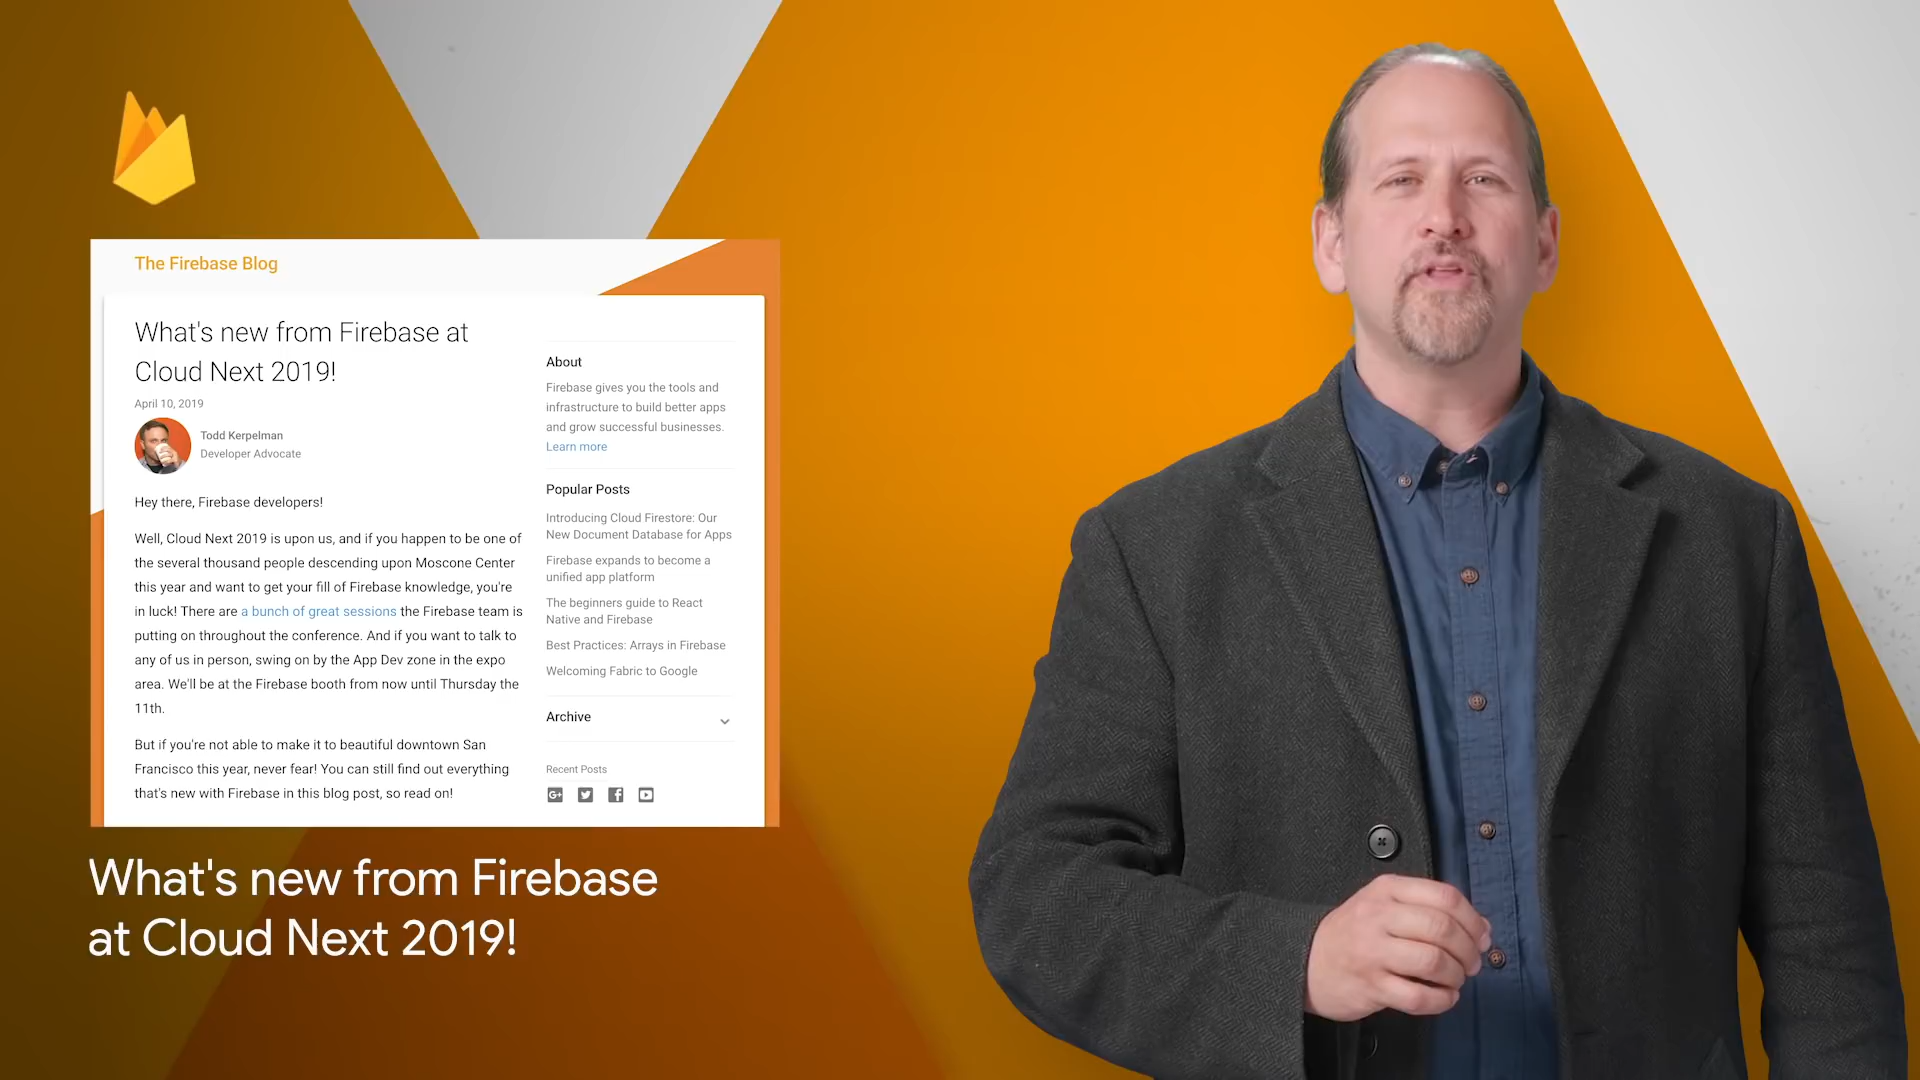 The Firebase Blog
What's new from Firebase at
Cloud Next 2019!
April 10, 2019
Todd Kerpelman
Developer Advocate
Hey there, Firebase developers!
Well, Cloud Next 2019 is upon us, and if you happen to be one of
the several thousand people descending upon Moscone Center
this year and want to get your fill of Firebase knowledge, you're
in luck! There are a bunch of great sessions the Firebase team is
putting on throughout the conference. And if you want to talk to
any of us in person, swing on by the App Dev zone in the expo
area. We'll be at the Firebase booth from now until Thursday the
11th.
But if you're not able to make it to beautiful downtown San
Francisco this year, never fear! You can still find out everything
that's new with Firebase in this blog post, so read on!
About
Firebase gives you the tools and
infrastructure to build better apps
and grow successful businesses.
Learn more
Popular Posts
Introducing Cloud Firestore: Our
New Document Database for Apps
Firebase expands to become a
unified app platform
The beginners guide to React
Native and Firebase
Best Practices: Arrays in Firebase
Welcoming Fabric to Google
Archive
Recent Posts
What's new from Firebase
at Cloud Next 2019!